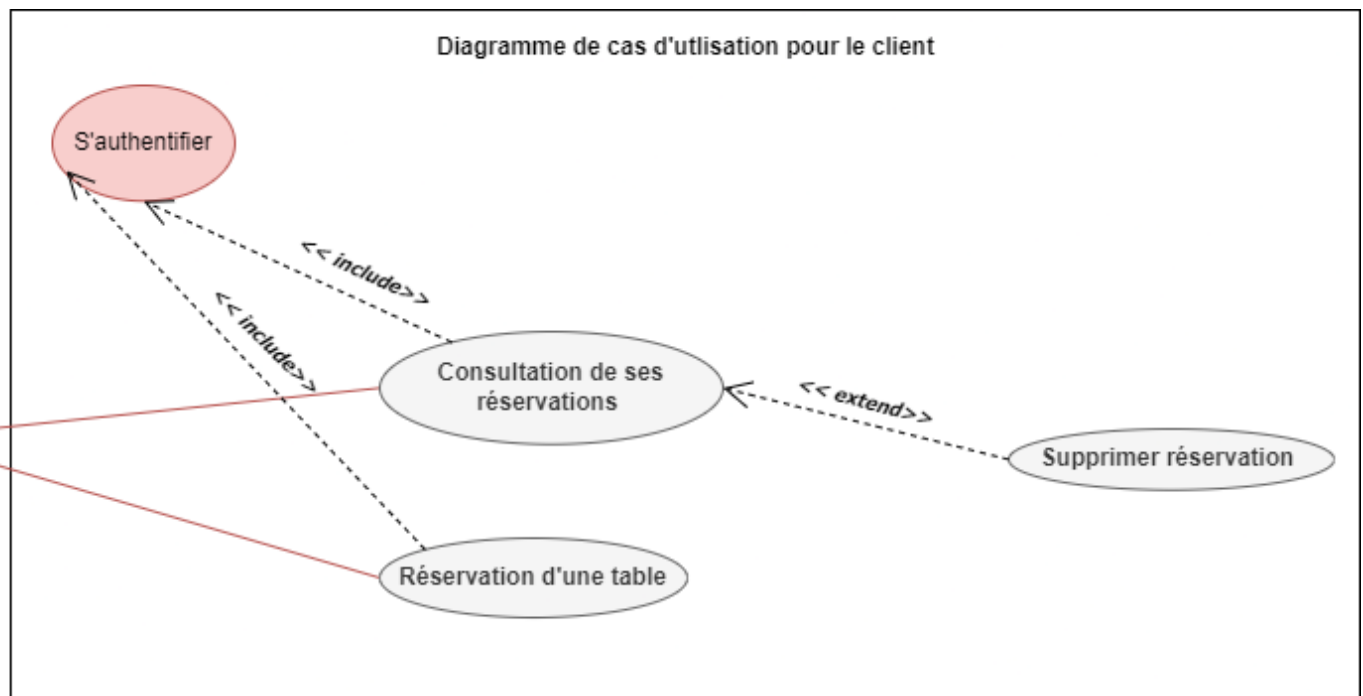 Diagramme de cas d'utlisation pour le client
S'authentifier
<< include>>
<< include>>
Consultation de ses
réservations
<< extend>>
Supprimer réservation
Réservation d'une table